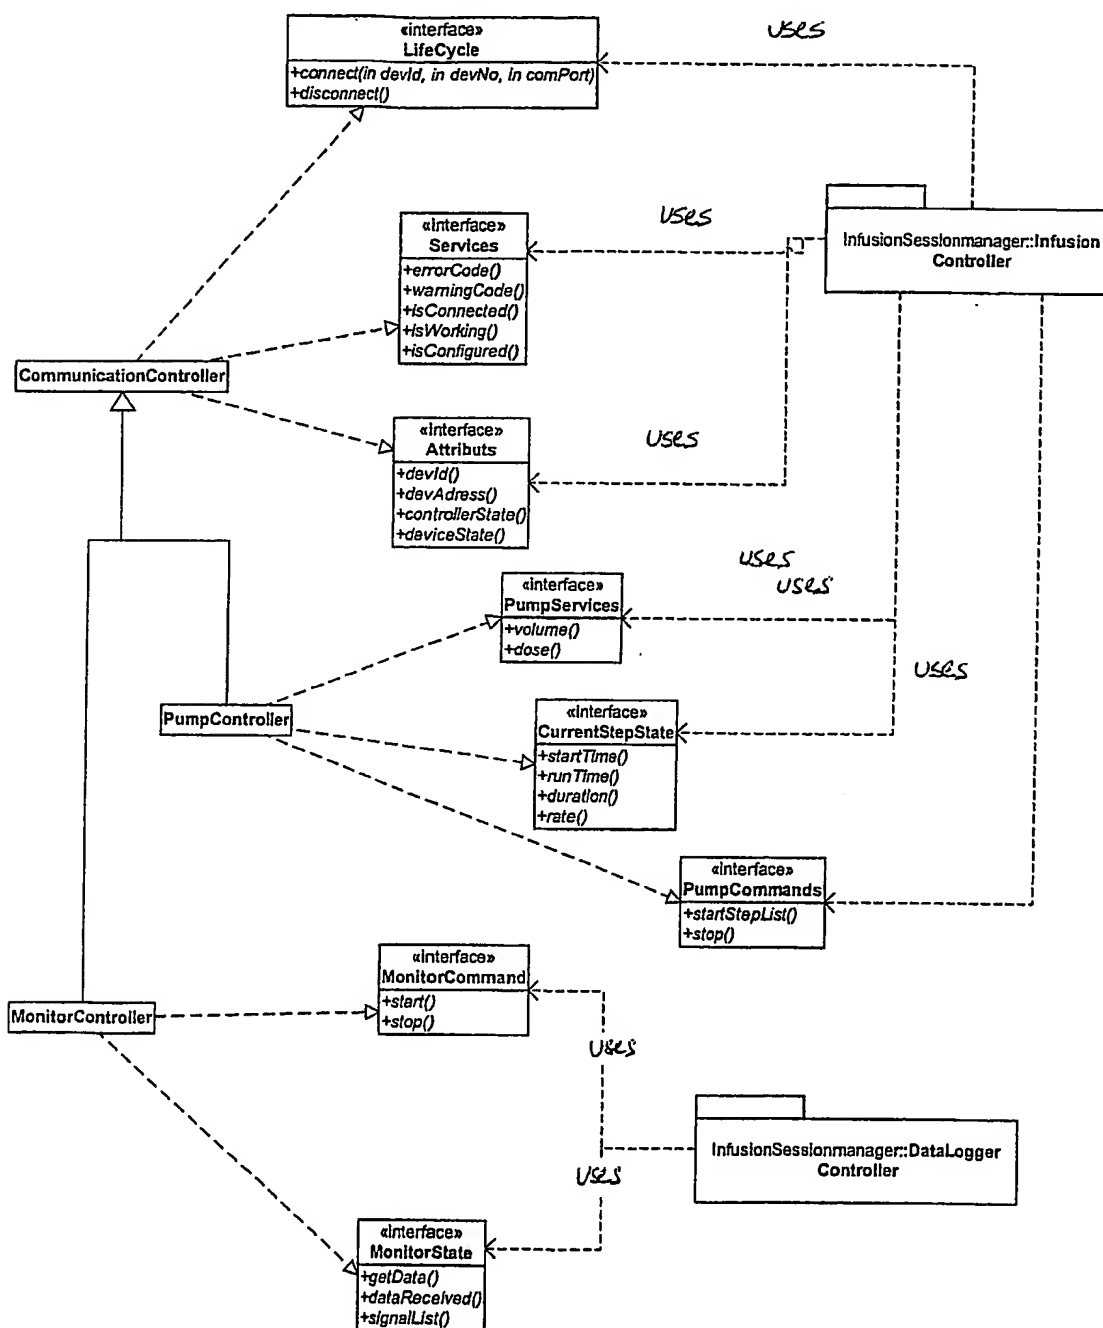 «interface»
LifeCycle
+connect(in devId, in devNo, in comPort)
+disconnect()
uses
«interface»
Services
+errorCode()
+warningCode()
+isConnected()
+isWorking()
+isConfigured()
uses
InfusionSessionmanager::Infusion
Controller
CommunicationController
«interface»
Attributs
+devId()
+devAdress()
+controllerState()
+deviceState()
uses
uses
uses
«interface»
PumpServices
+volume()
+dose()
uses
PumpController
«interface»
CurrentStepState
+startTime()
+runTime()
+duration()
+rate()
«interface»
PumpCommands
+startStepList()
+stop()
MonitorController
«interface»
MonitorCommand
+start()
+stop()
uses
InfusionSessionmanager::DataLogger
Controller
uses
«interface»
MonitorState
+getData()
+dataReceived()
+signalList()